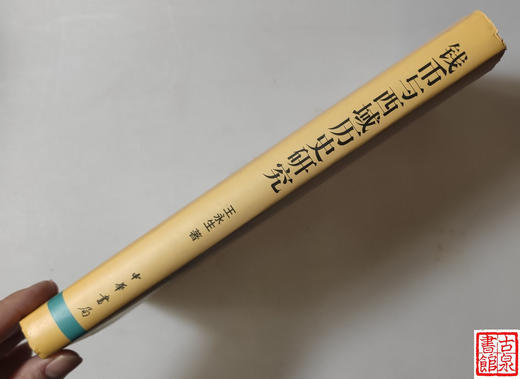 钱币与西域历史研究
王永生 著
中华书局
古泉
書館